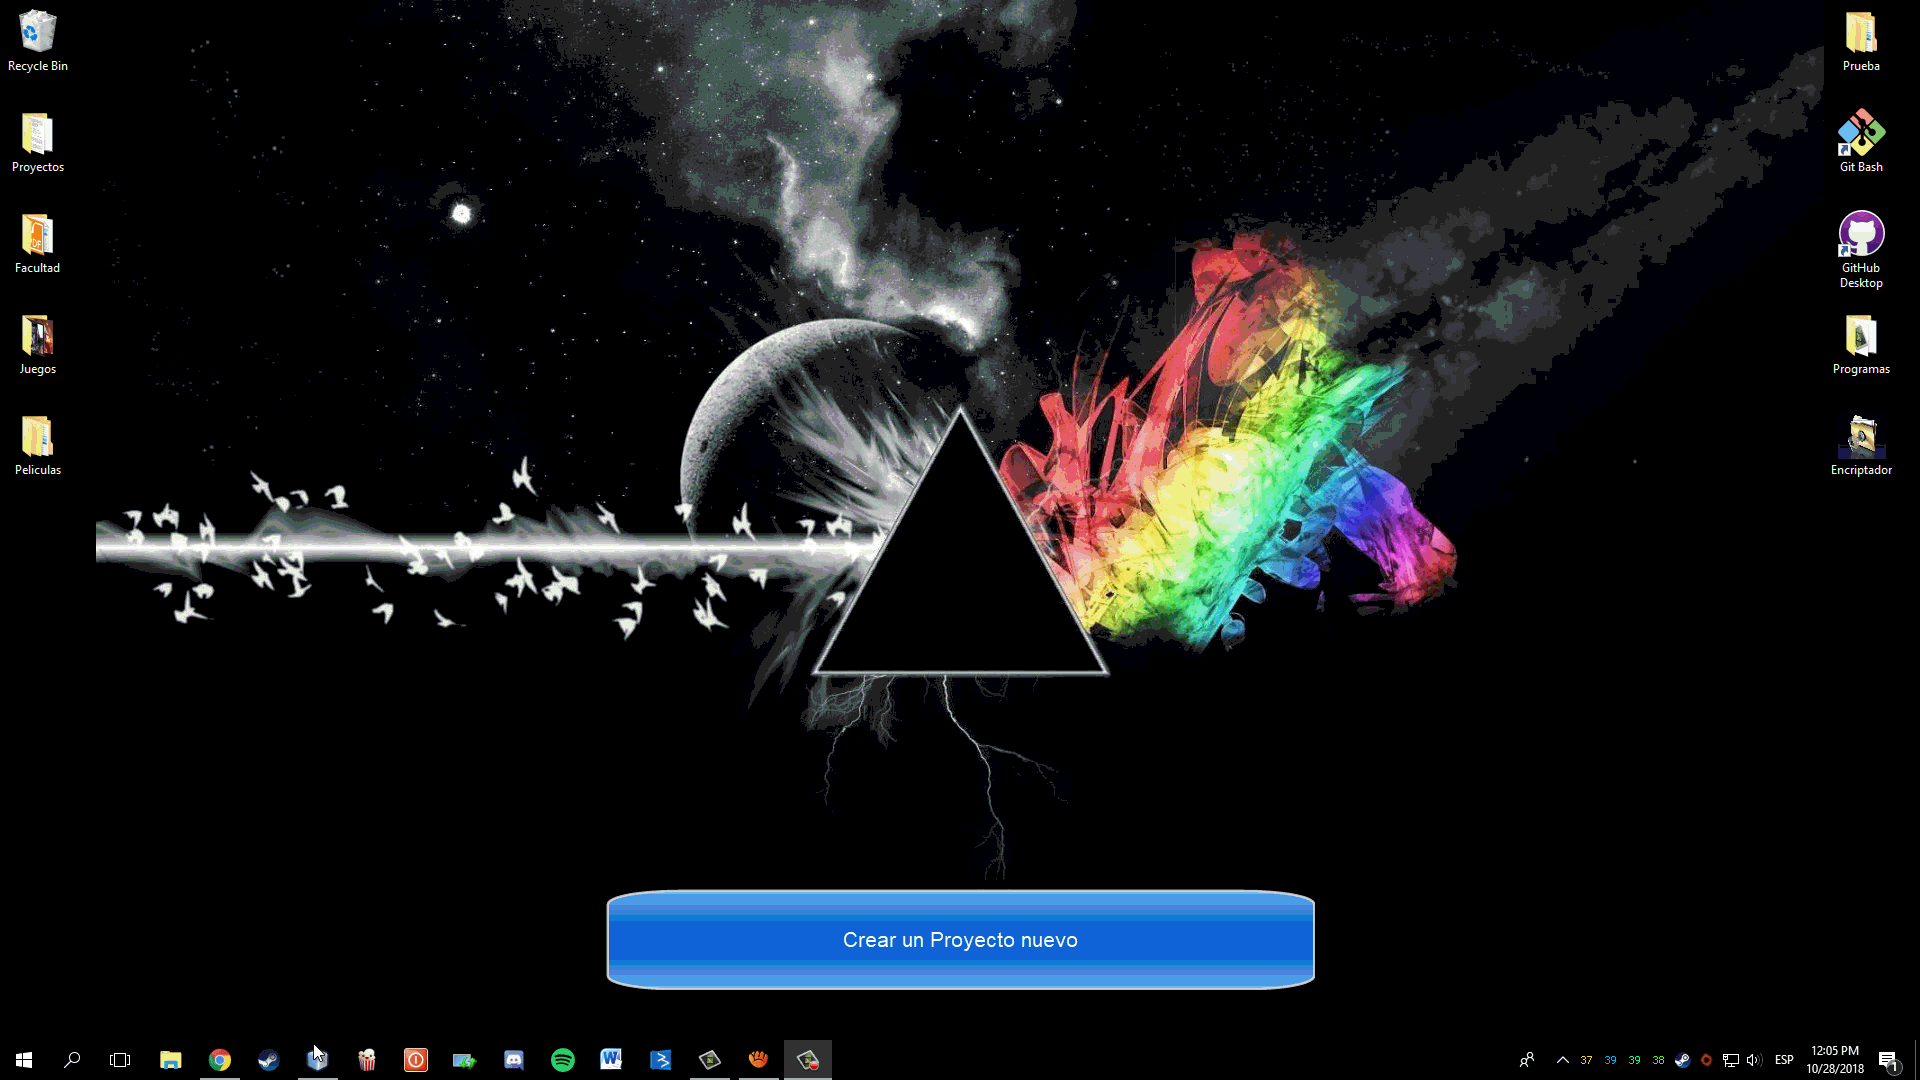 Recycle Bin
Proyectos
Facultad
Juegos
Peliculas
Prueba
Git Bash
GitHub
Desktop
Programas
Encriptador
Crear un Proyecto nuevo
37 39 39 38 ESP
12:05 PM
10/28/2018
1